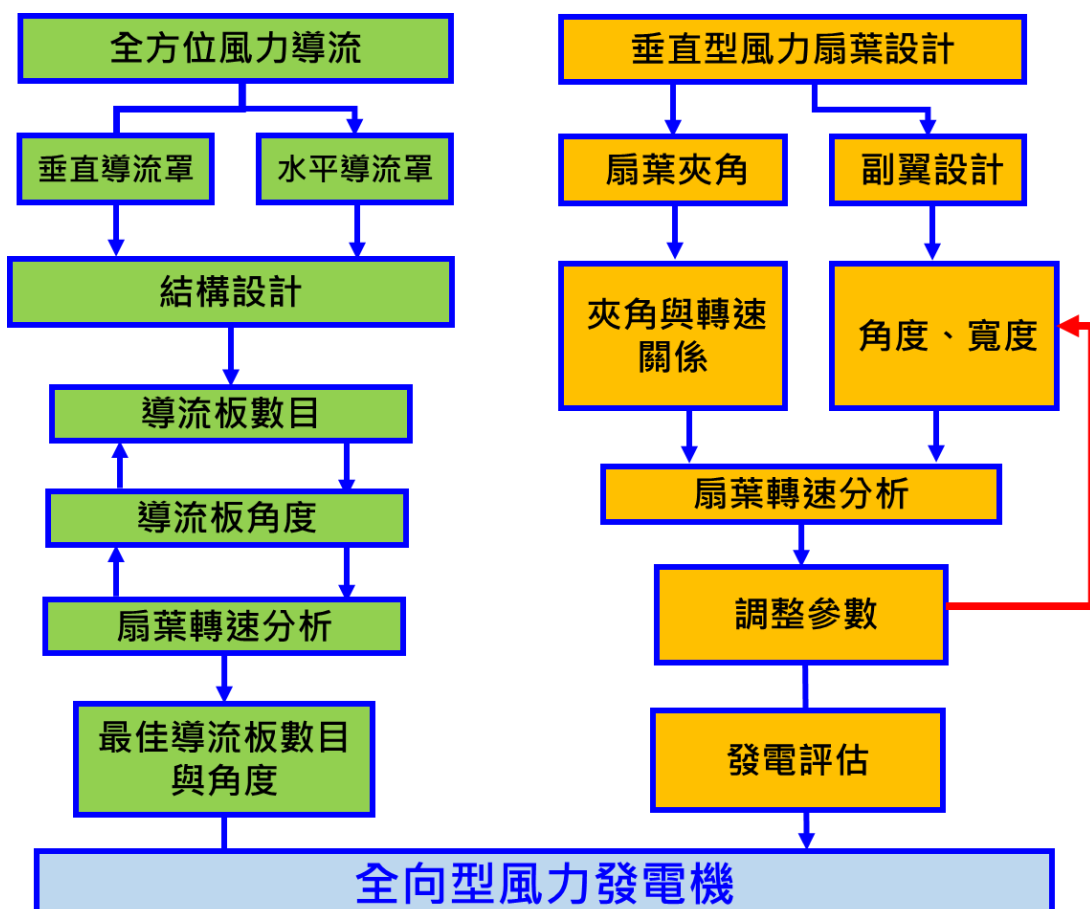 全方位風力導流
垂直導流罩
水平導流罩
結構設計
導流板數目
導流板角度
扇葉轉速分析
最佳導流板數目
與角度
垂直型風力扇葉設計
扇葉夾角
副翼設計
夾角與轉速
關係
角度、寬度
扇葉轉速分析
調整參數
發電評估
全向型風力發電機